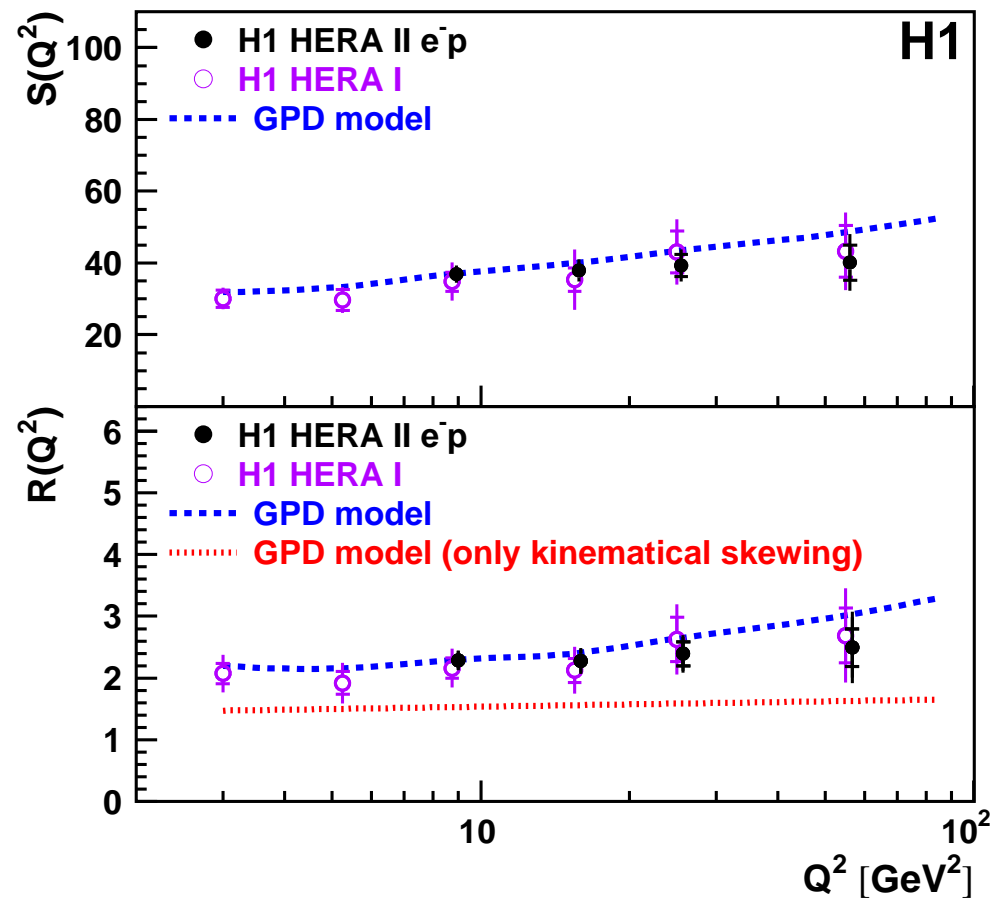 H1
S(Q²)
100
80
60
40
20
H1 HERA II e⁻p
H1 HERA I
GPD model
R(Q²)
6
5
4
3
2
1
0
H1 HERA II e⁻p
H1 HERA I
GPD model
GPD model (only kinematical skewing)
10
10²
Q² [GeV²]